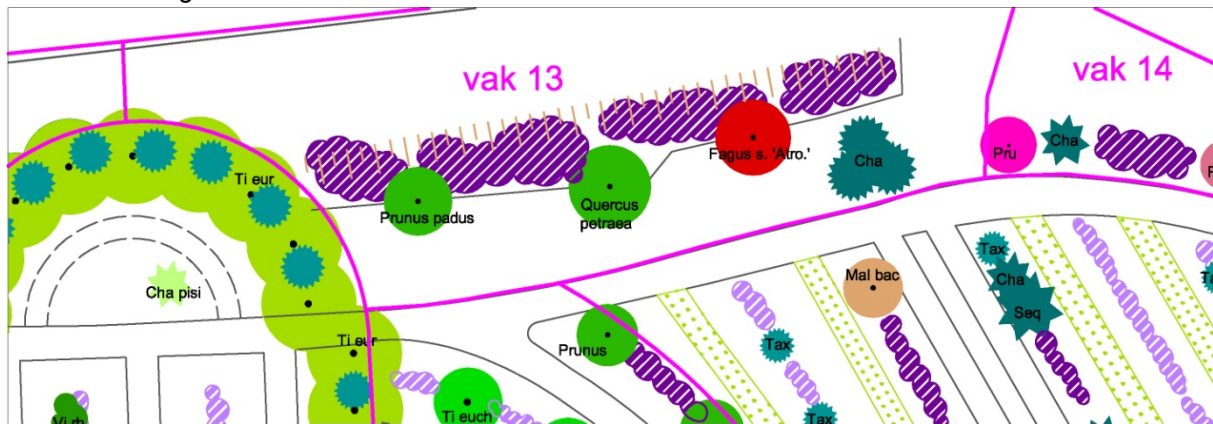 vak 13
vak 14
Fagus s. 'Atro.'
Cha
Pru
Cha
Ti eur
Prunus padus
Quercus
petraea
Tax
Cha pisi
Mal bac
Cha
Seq
Ti eur
Prunus
Tax
Ti euch
Tax